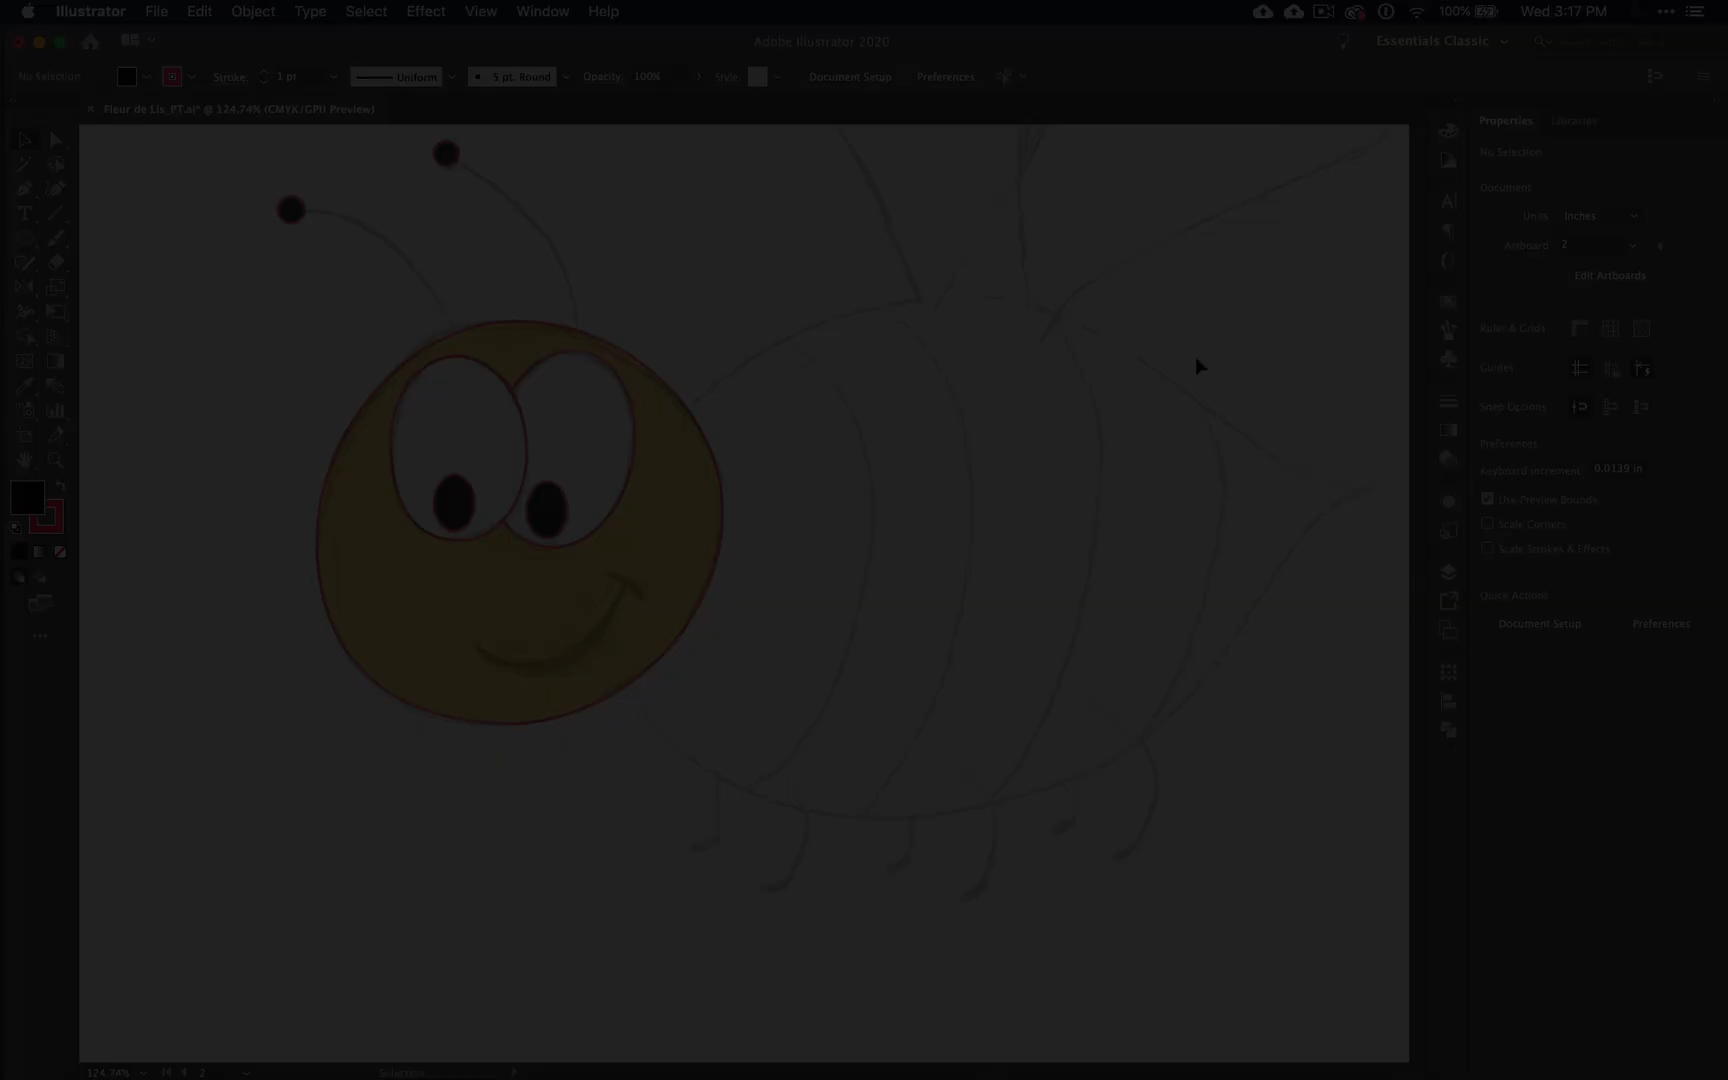 Illustrator File Edit Object Type Select Effect View Window Help 100% Wed 3:17 PM
Adobe Illustrator 2020 Essentials Classic
No Selection Stroke: 1 pt Uniform 5 pt. Round Opacity: 100% Style: Document Setup Preferences
Fleur de Lis_PT.ai* @ 124.74% (CMYK/GPU Preview)
Properties Libraries
No Selection
Document
Units Inches
Artboard 2
Edit Artboards
Ruler & Grids
Guides
Snap Options
Preferences
Keyboard Increment 0.0139 in
Use Preview Bounds
Scale Corners
Scale Strokes & Effects
Quick Actions
Document Setup Preferences
124.74% 2 Selection